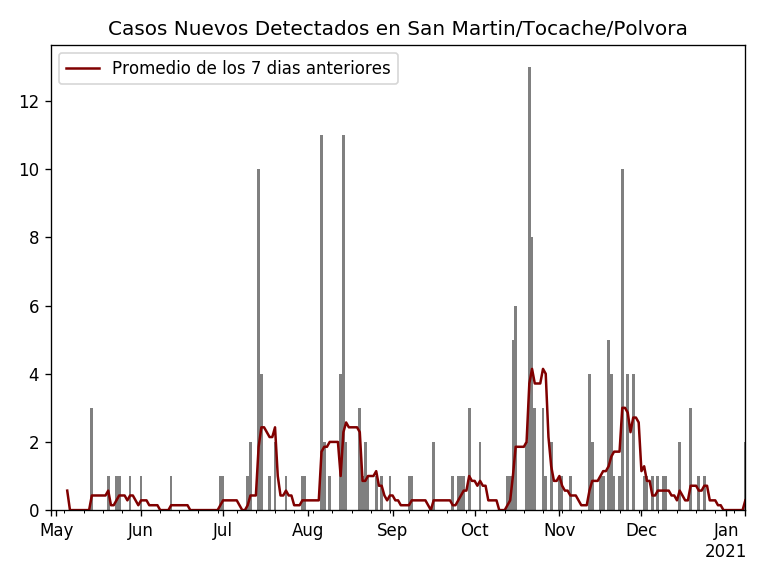 Casos Nuevos Detectados en San Martin/Tocache/Polvora
Promedio de los 7 dias anteriores
12
10
8
6
4
2
0
May Jun Jul Aug Sep Oct Nov Dec Jan
2021